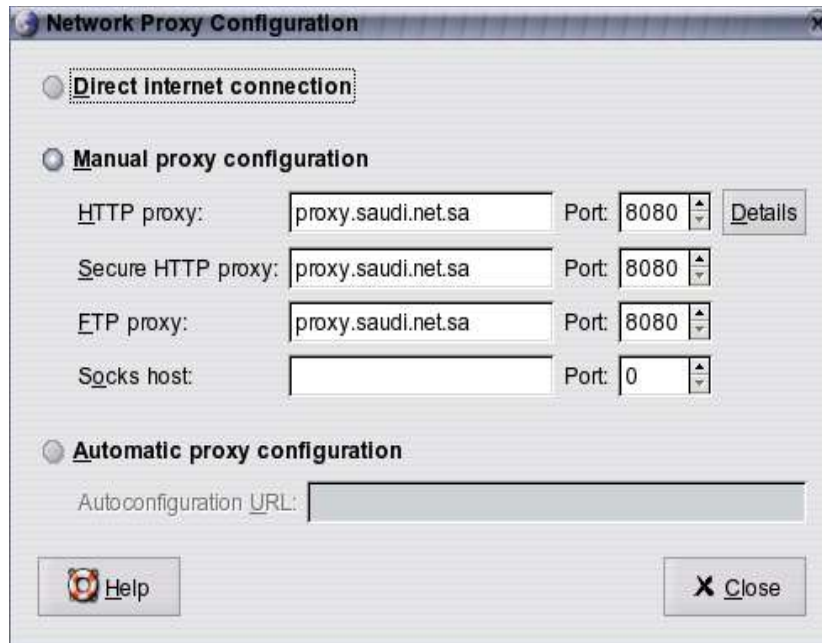 Network Proxy Configuration
Direct internet connection
Manual proxy configuration
HTTP proxy: proxy.saudi.net.sa Port: 8080 Details
Secure HTTP proxy: proxy.saudi.net.sa Port: 8080
FTP proxy: proxy.saudi.net.sa Port: 8080
Socks host: Port: 0
Automatic proxy configuration
Autoconfiguration URL:
Help Close